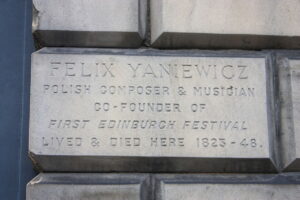 FELIX YANIEWICZ
POLISH COMPOSER & MUSICIAN
CO-FOUNDER OF
FIRST EDINBURGH FESTIVAL
LIVED & DIED HERE 1823-48.